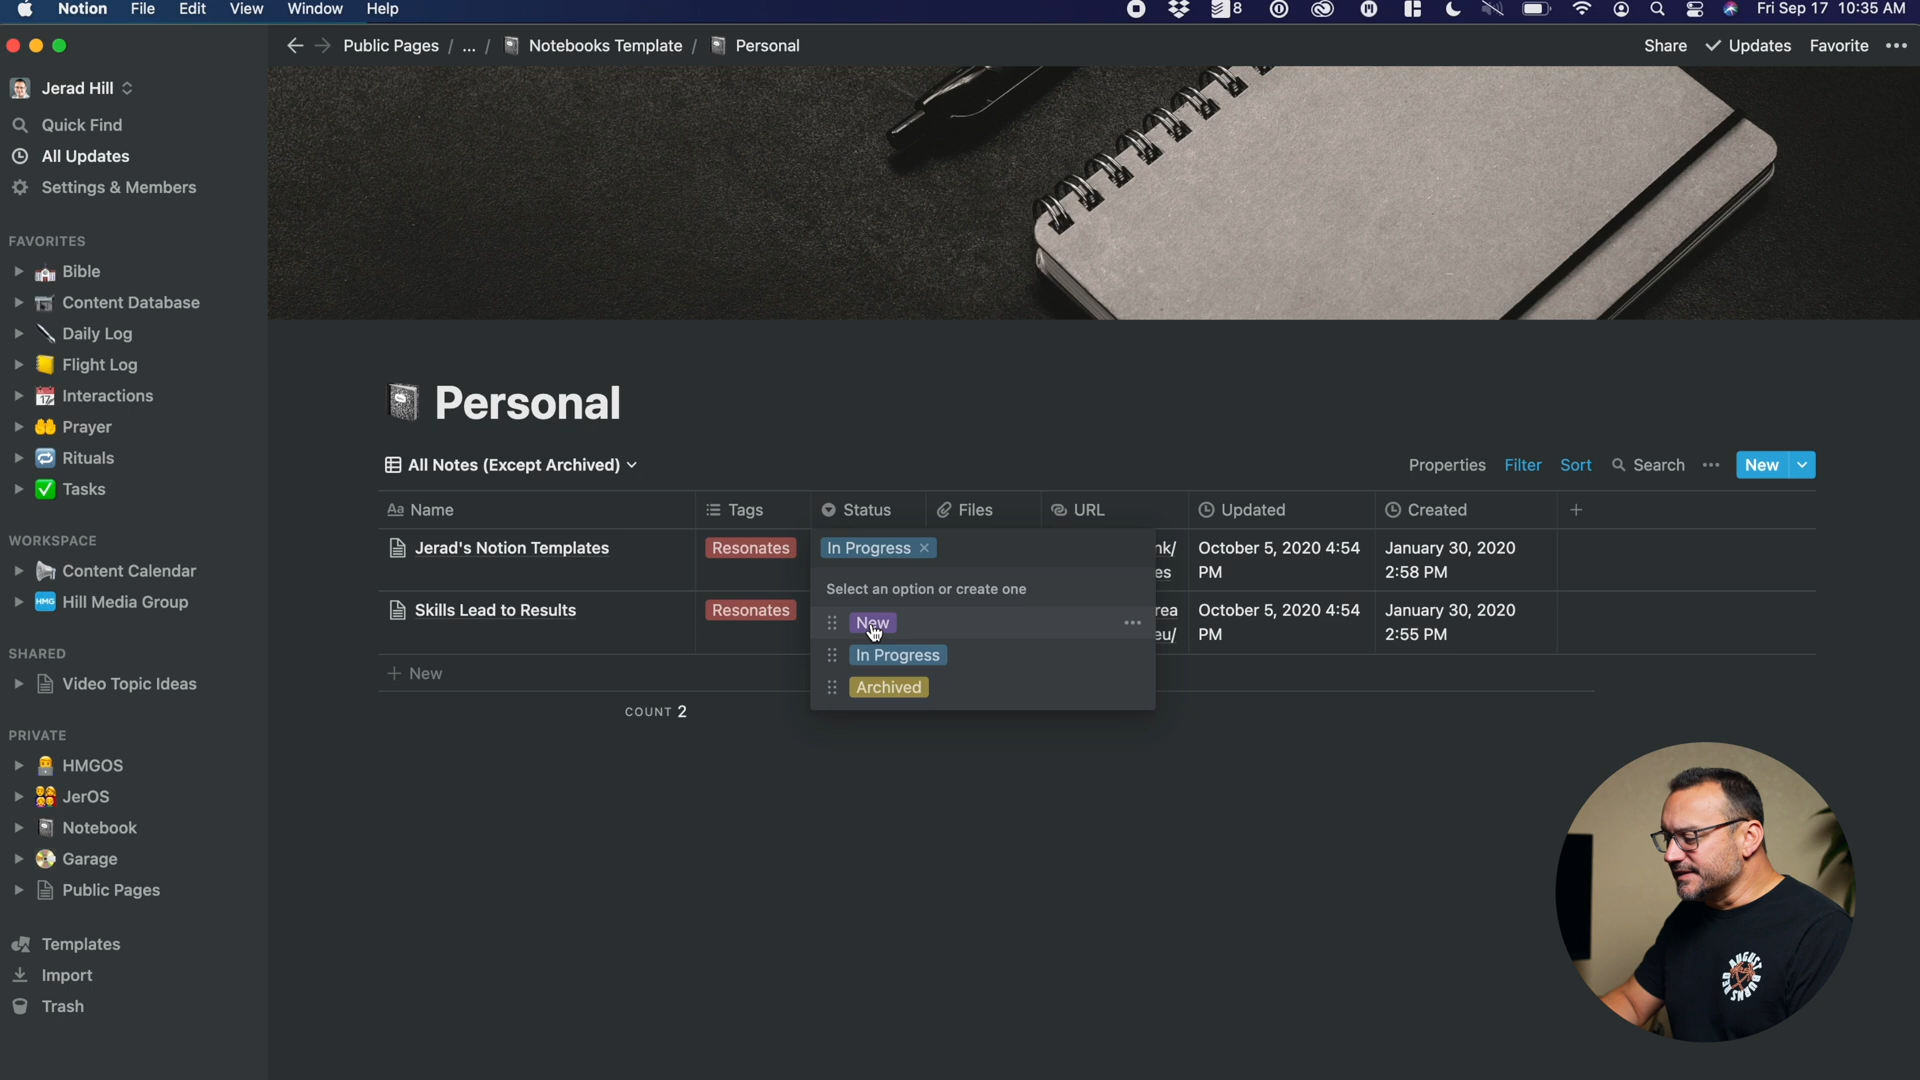 Notion File Edit View Window Help 8 Fri Sep 17 10:35 AM
Public Pages / ... / Notebooks Template / Personal Share Updates Favorite
Jerad Hill
Quick Find
All Updates
Settings & Members
FAVORITES
Bible
Content Database
Daily Log
Flight Log
Interactions
Prayer
Rituals
Tasks
WORKSPACE
Content Calendar
HMG Hill Media Group
SHARED
Video Topic Ideas
PRIVATE
HMGOS
JerOS
Notebook
Garage
Public Pages
Templates
Import
Trash
Personal
All Notes (Except Archived) Properties Filter Sort Search New
Aa Name Tags Status Files URL Updated Created
Jerad's Notion Templates Resonates In Progress nk/ October 5, 2020 4:54 January 30, 2020
es PM 2:58 PM
Select an option or create one
Skills Lead to Results Resonates New rea October 5, 2020 4:54 January 30, 2020
eu/ PM 2:55 PM
In Progress
New
Archived
COUNT 2
AUGUST
BURNS
RED